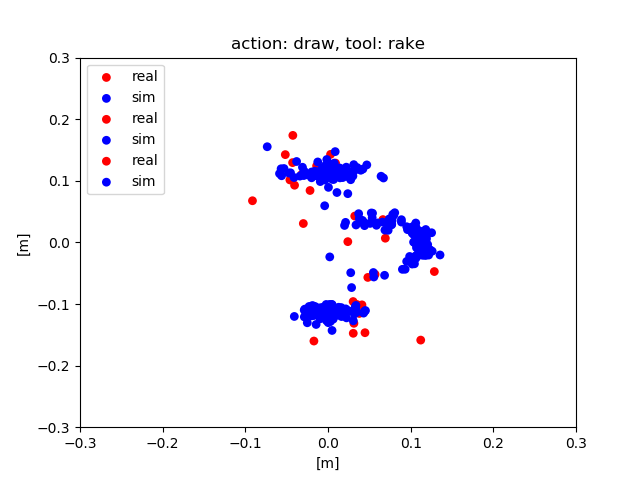 action: draw, tool: rake
real
sim
real
sim
real
sim
0.3
0.2
0.1
0.0
−0.1
−0.2
−0.3
[m]
−0.3 −0.2 −0.1 0.0 0.1 0.2 0.3
[m]